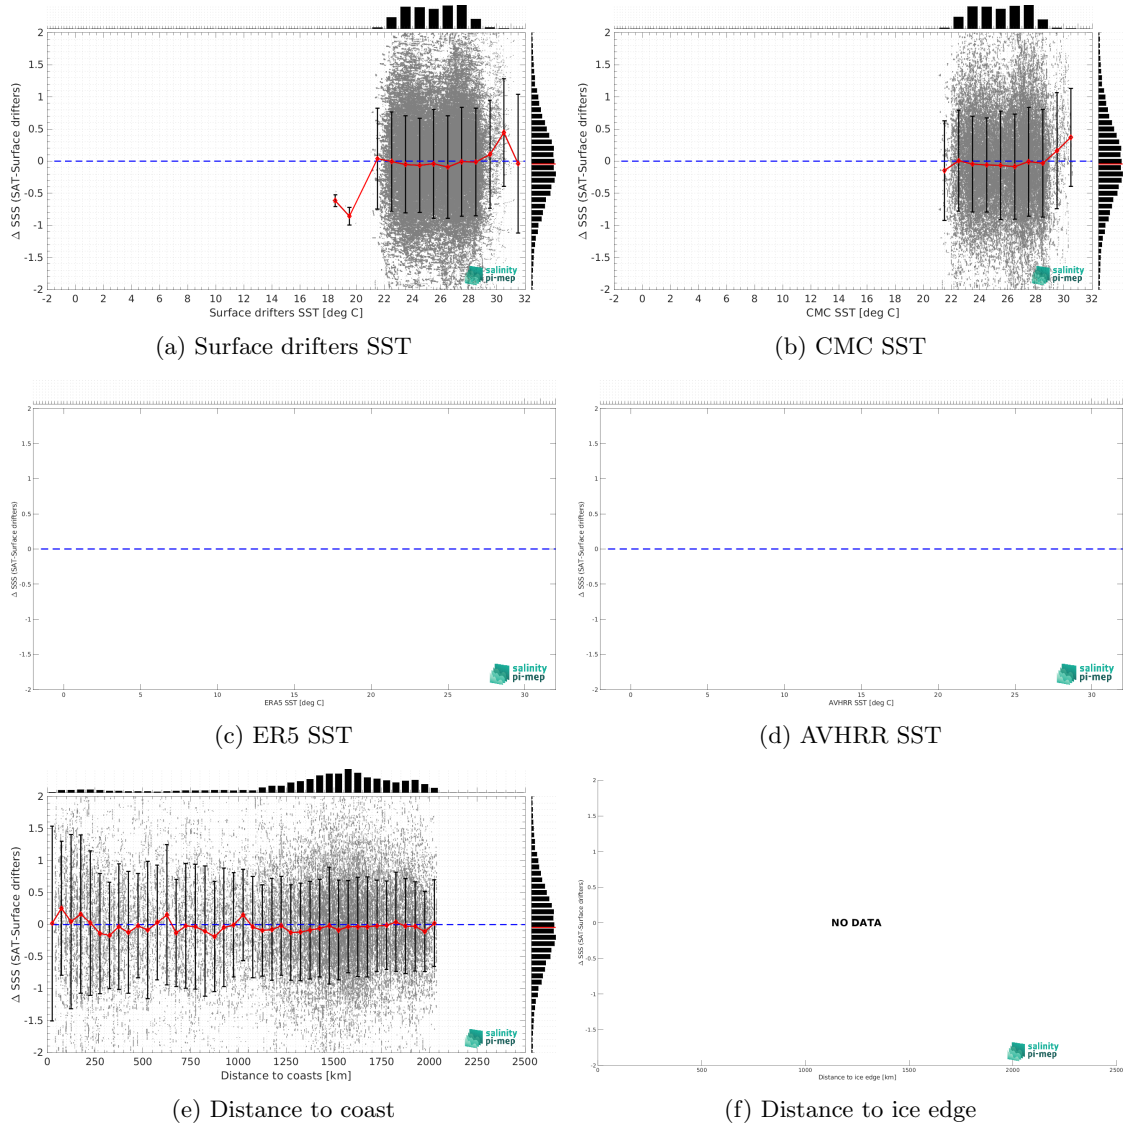 2
1.5
1
0.5
0
-0.5
-1
-1.5
-2
Δ SSS (SAT-Surface drifters)
-2 0 2 4 6 8 10 12 14 16 18 20 22 24 26 28 30 32
Surface drifters SST [deg C]
salinity
pi-mep
(a) Surface drifters SST
2
1.5
1
0.5
0
-0.5
-1
-1.5
-2
Δ SSS (SAT-Surface drifters)
-2 0 2 4 6 8 10 12 14 16 18 20 22 24 26 28 30 32
CMC SST [deg C]
salinity
pi-mep
(b) CMC SST
2
1.5
1
0.5
0
-0.5
-1
-1.5
-2
Δ SSS (SAT-Surface drifters)
0 5 10 15 20 25 30
ERA5 SST [deg C]
salinity
pi-mep
(c) ER5 SST
2
1.5
1
0.5
0
-0.5
-1
-1.5
-2
Δ SSS (SAT-Surface drifters)
0 5 10 15 20 25 30
AVHRR SST [deg C]
salinity
pi-mep
(d) AVHRR SST
2
1.5
1
0.5
0
-0.5
-1
-1.5
-2
Δ SSS (SAT-Surface drifters)
0 250 500 750 1000 1250 1500 1750 2000 2250 2500
Distance to coasts [km]
salinity
pi-mep
(e) Distance to coast
2
1.5
1
0.5
0
-0.5
-1
-1.5
-2
Δ SSS (SAT-Surface drifters)
NO DATA
0 500 1000 1500 2000 2500
Distance to ice edge [km]
salinity
pi-mep
(f) Distance to ice edge